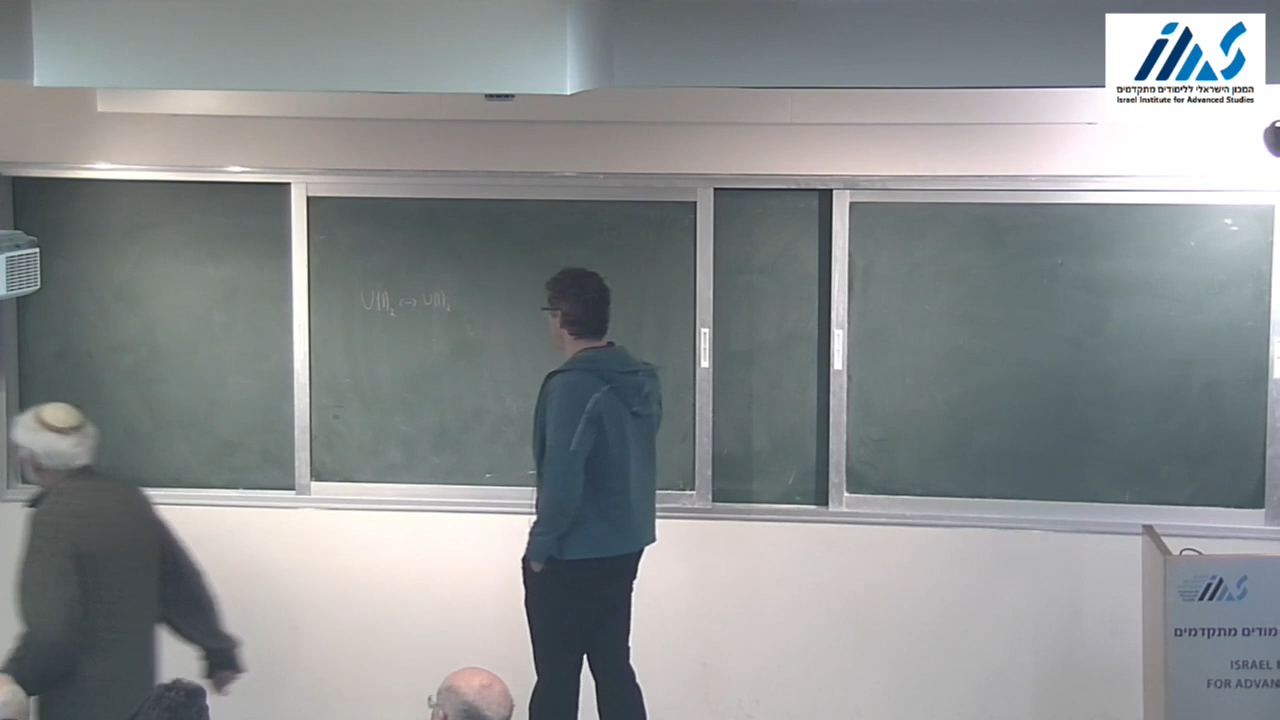 המכון הישראלי ללימודים מתקדמים
Israel Institute for Advanced Studies
U(1)₂ ↔ U(1)₂
מודים מתקדמים
ISRAEL
FOR ADVAN